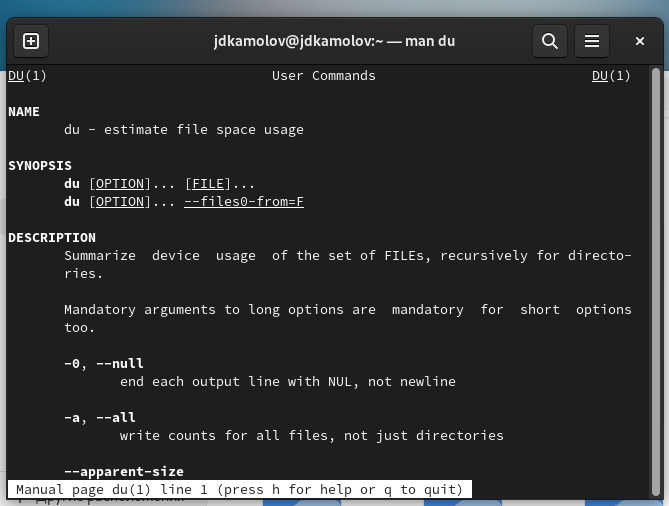 jdkamolov@jdkamolov:~ — man du
DU(1) User Commands DU(1)
NAME
du - estimate file space usage
SYNOPSIS
du [OPTION]... [FILE]...
du [OPTION]... --files0-from=F
DESCRIPTION
Summarize device usage of the set of FILEs, recursively for directo-
ries.
Mandatory arguments to long options are mandatory for short options
too.
-0, --null
end each output line with NUL, not newline
-a, --all
write counts for all files, not just directories
--apparent-size
Manual page du(1) line 1 (press h for help or q to quit)